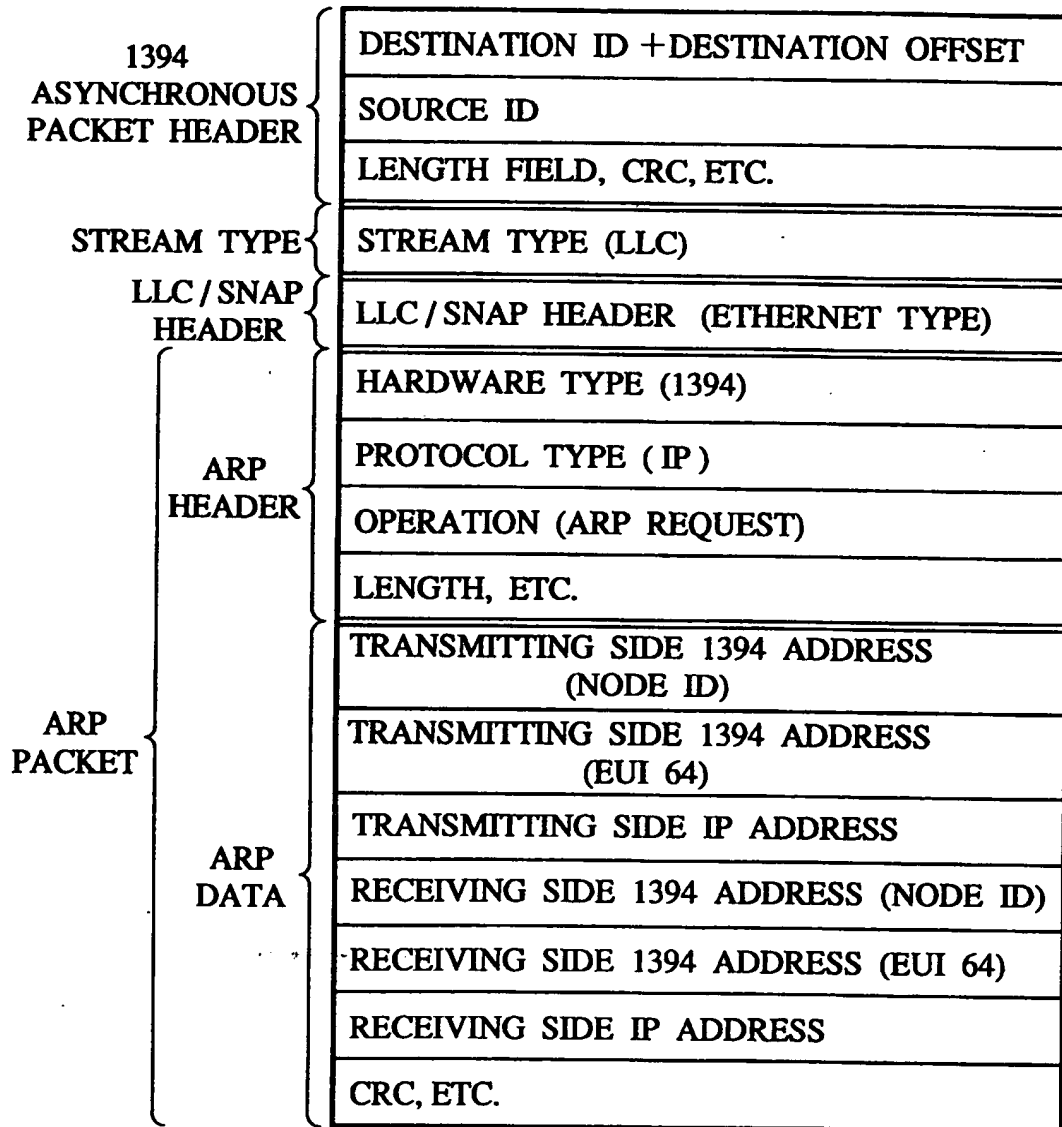 1394
ASYNCHRONOUS
PACKET HEADER
DESTINATION ID +DESTINATION OFFSET
SOURCE ID
LENGTH FIELD, CRC, ETC.
STREAM TYPE
STREAM TYPE (LLC)
LLC / SNAP
HEADER
LLC / SNAP HEADER (ETHERNET TYPE)
ARP
PACKET
ARP
HEADER
HARDWARE TYPE (1394)
PROTOCOL TYPE ( IP )
OPERATION (ARP REQUEST)
LENGTH, ETC.
ARP
DATA
TRANSMITTING SIDE 1394 ADDRESS
(NODE ID)
TRANSMITTING SIDE 1394 ADDRESS
(EUI 64)
TRANSMITTING SIDE IP ADDRESS
RECEIVING SIDE 1394 ADDRESS (NODE ID)
RECEIVING SIDE 1394 ADDRESS (EUI 64)
RECEIVING SIDE IP ADDRESS
CRC, ETC.